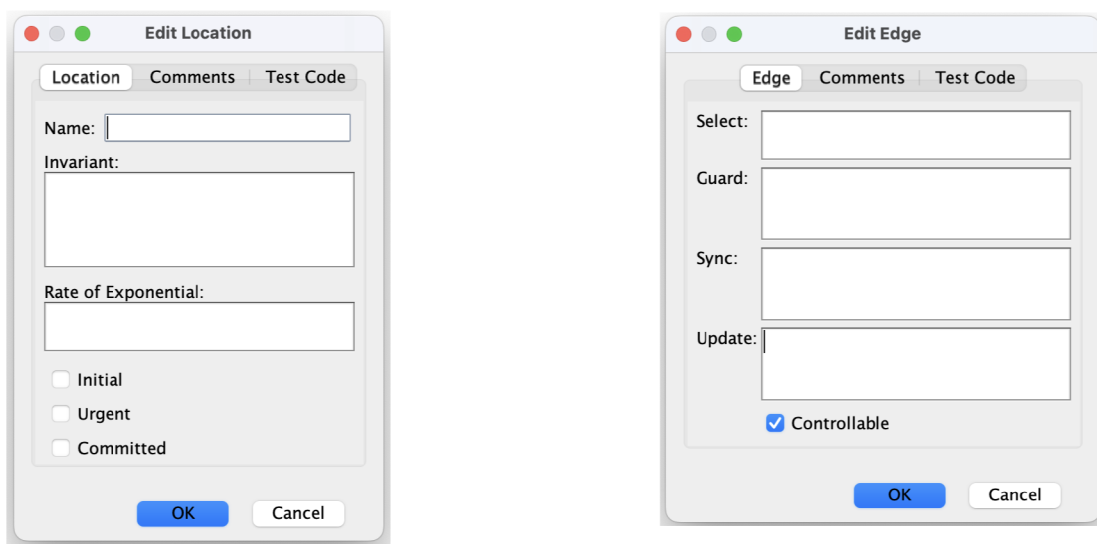 Edit Location
Location Comments Test Code
Name:
Invariant:
Rate of Exponential:
Initial
Urgent
Committed
OK Cancel
Edit Edge
Edge Comments Test Code
Select:
Guard:
Sync:
Update:
Controllable
OK Cancel